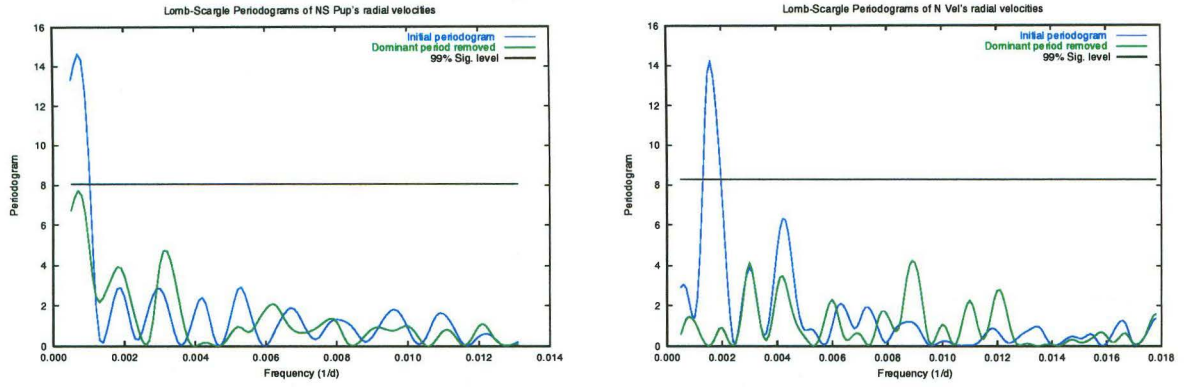 Lomb-Scargle Periodograms of NS Pup's radial velocities
Initial periodogram
Dominant period removed
99% Sig. level
16
14
12
10
8
6
4
2
0
Periodogram
0.000 0.002 0.004 0.006 0.008 0.010 0.012 0.014
Frequency (1/d)
Lomb-Scargle Periodograms of N Vel's radial velocities
Initial periodogram
Dominant period removed
99% Sig. level
16
14
12
10
8
6
4
2
0
Periodogram
0.000 0.002 0.004 0.006 0.008 0.010 0.012 0.014 0.016 0.018
Frequency (1/d)